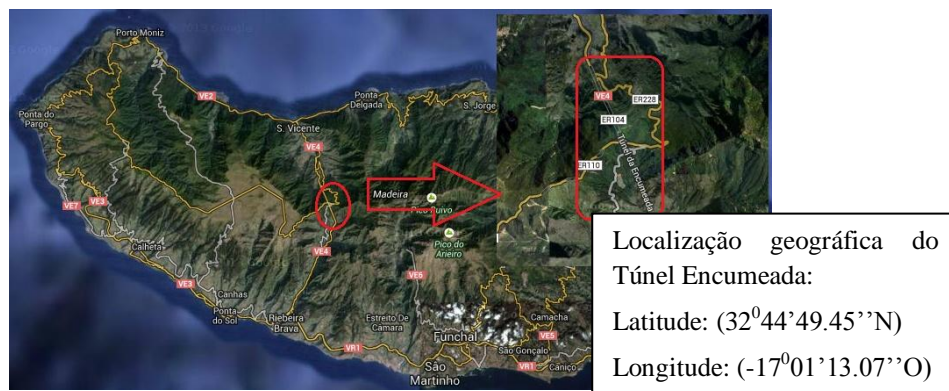 Porto Moniz
VE2
Ponta Delgada
S. Jorge
Ponta do Pargo
S. Vicente
VE4
Madeira
Pico Ruivo
Pico do Arieiro
VE7
VE3
Calheta
VE4
VE6
VE3
Canhas
Ponta do Sol
Riebeira Brava
Estreito De Camara
Funchal
Camacha
VE5
São Gonçalo
VR1
São Martinho
VR1
Caniço
VE4
ER228
ER104
Túnel da Encumeada
ER110
Localização geográfica do
Túnel Encumeada:
Latitude: (32⁰44’49.45’’N)
Longitude: (-17⁰01’13.07’’O)